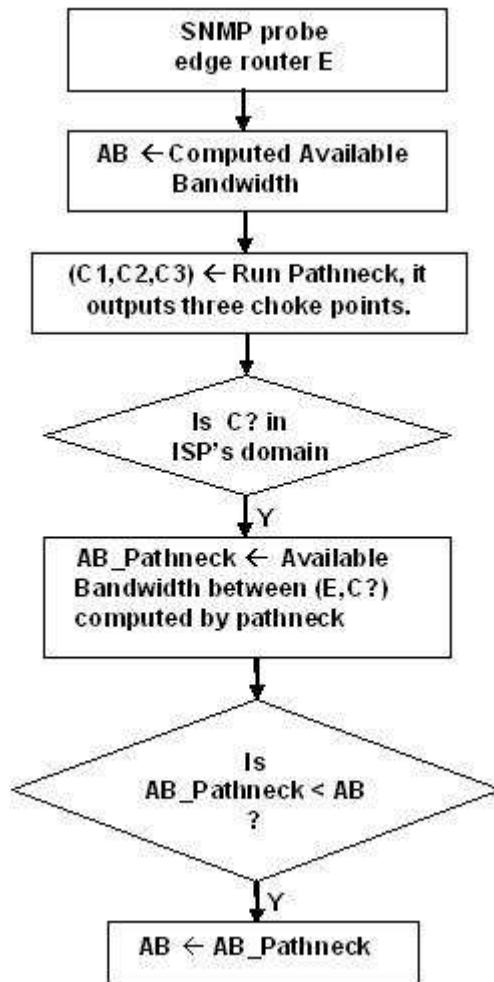 SNMP probe
edge router E
AB ← Computed Available
Bandwidth
(C1,C2,C3) ← Run Pathneck, it
outputs three choke points.
Is C? in
ISP's domain
Y
AB_Pathneck ← Available
Bandwidth between (E,C?)
computed by pathneck
Is
AB_Pathneck < AB
?
Y
AB ← AB_Pathneck